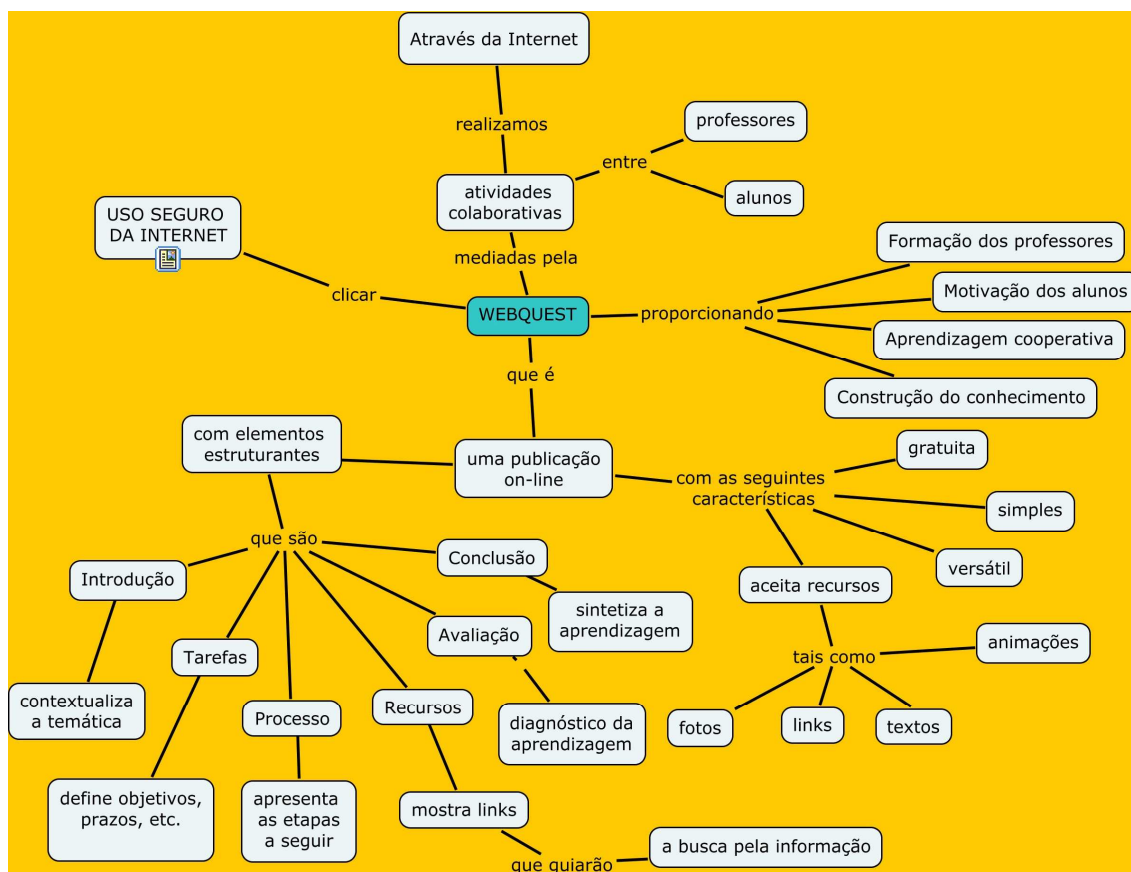 Através da Internet
realizamos
professores
entre
atividades
colaborativas
alunos
USO SEGURO
DA INTERNET
mediadas pela
clicar
WEBQUEST
proporcionando
Formação dos professores
Motivação dos alunos
Aprendizagem cooperativa
Construção do conhecimento
que é
com elementos
estruturantes
uma publicação
on-line
com as seguintes
características
gratuita
simples
versátil
aceita recursos
tais como
animações
fotos
links
textos
que são
Introdução
contextualiza
a temática
Tarefas
define objetivos,
prazos, etc.
Processo
apresenta
as etapas
a seguir
Recursos
mostra links
que guiarão
a busca pela informação
Avaliação
diagnóstico da
aprendizagem
Conclusão
sintetiza a
aprendizagem